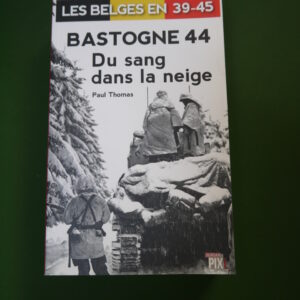 LES BELGES EN 39-45
BASTOGNE 44
Du sang
dans la neige
Paul Thomas
PIX